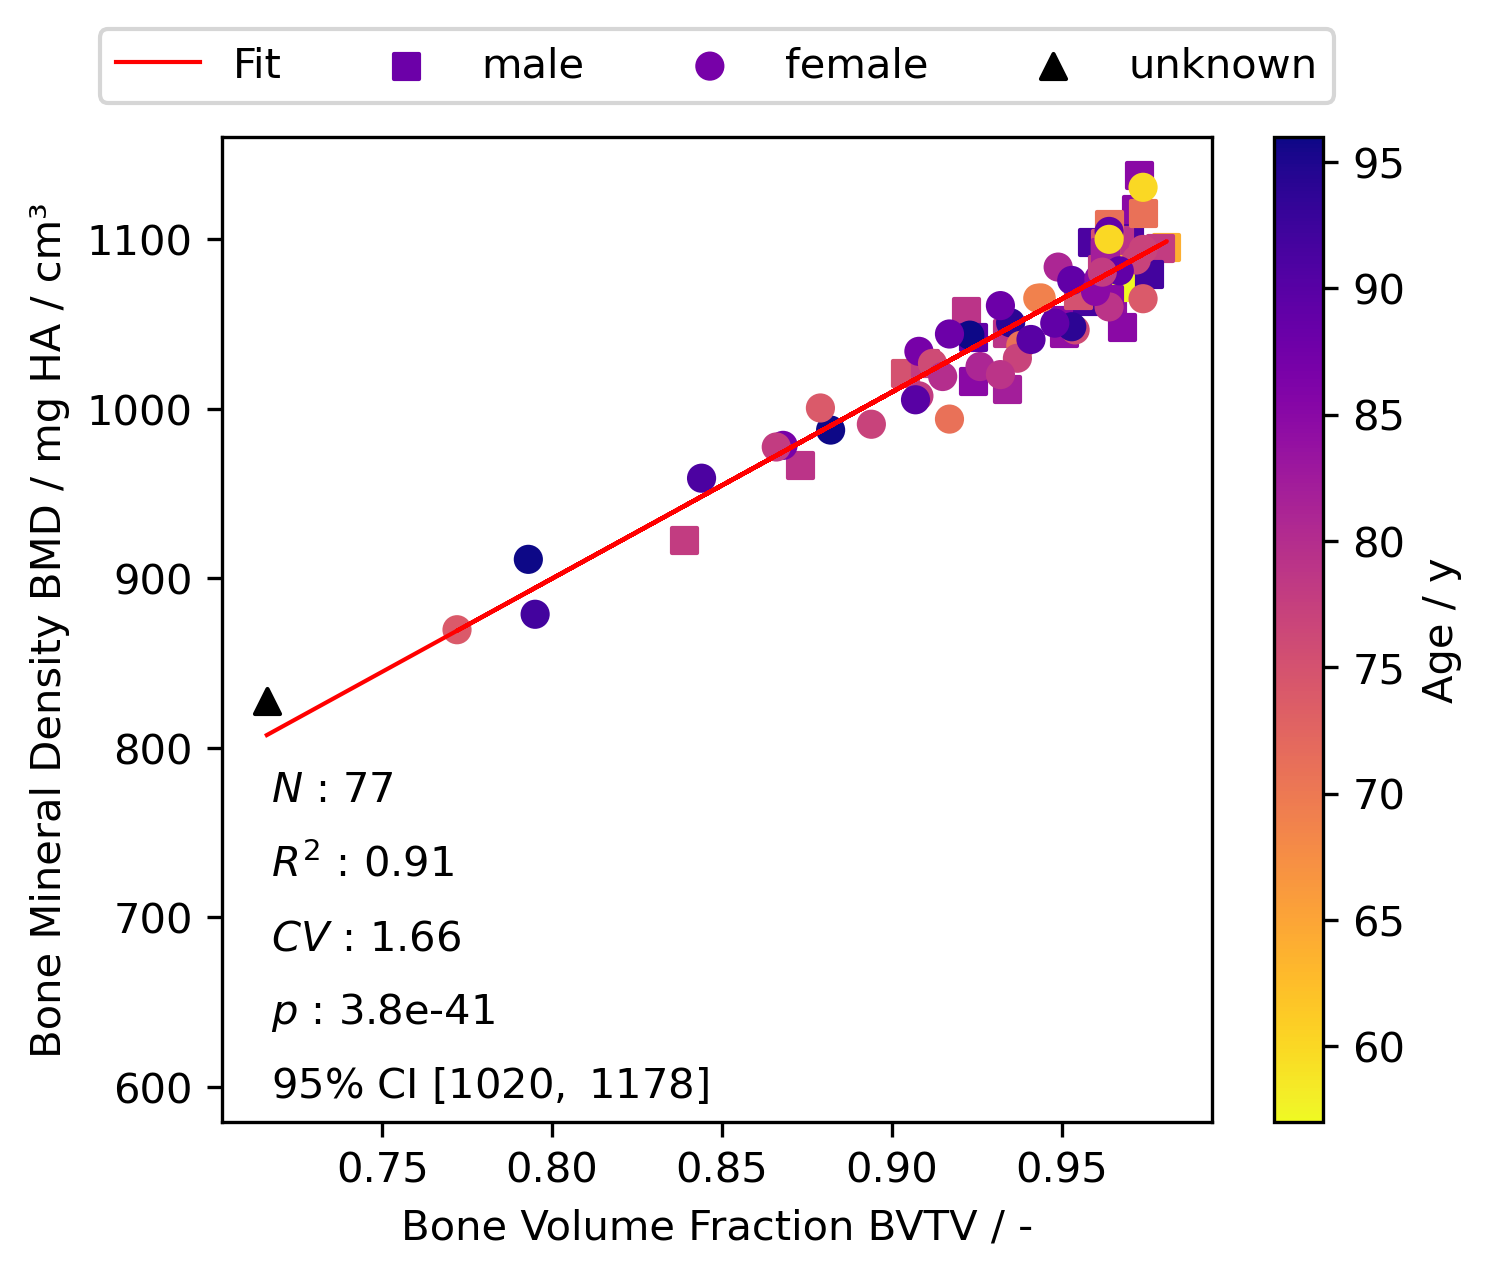 Fit male female unknown
Bone Mineral Density BMD / mg HA / cm³
1100
1000
900
800
700
600
N : 77
R² : 0.91
CV : 1.66
p : 3.8e-41
95% CI [1020, 1178]
0.75 0.80 0.85 0.90 0.95
Bone Volume Fraction BVTV / -
95
90
85
80
75
70
65
60
Age / y